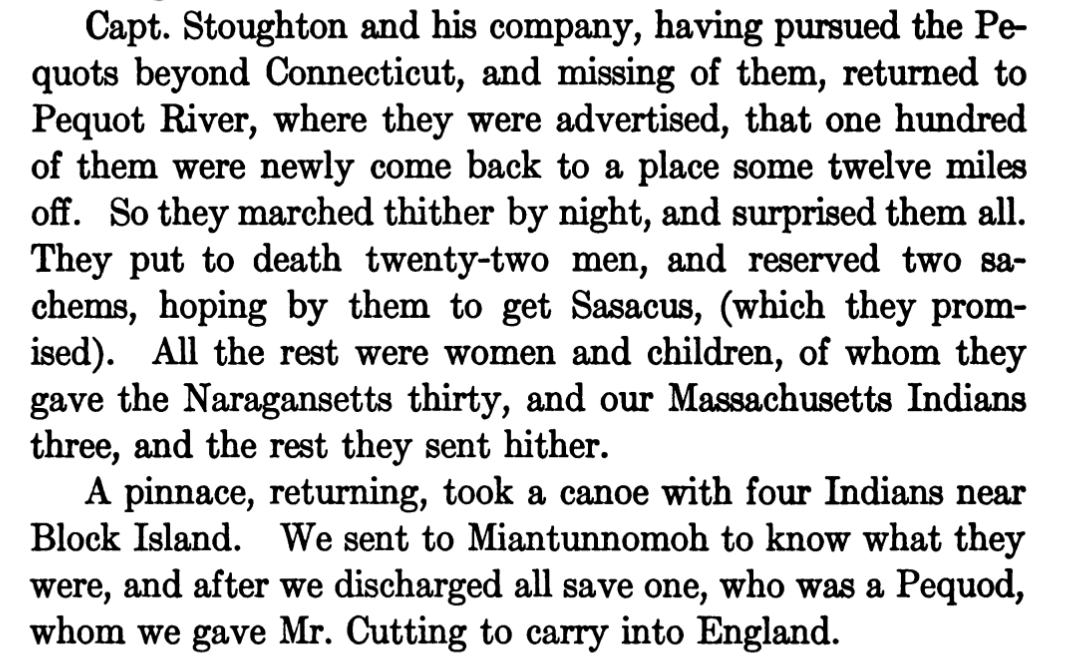 Capt. Stoughton and his company, having pursued the Pe-
quots beyond Connecticut, and missing of them, returned to
Pequot River, where they were advertised, that one hundred
of them were newly come back to a place some twelve miles
off. So they marched thither by night, and surprised them all.
They put to death twenty-two men, and reserved two sa-
chems, hoping by them to get Sasacus, (which they prom-
ised). All the rest were women and children, of whom they
gave the Naragansetts thirty, and our Massachusetts Indians
three, and the rest they sent hither.
A pinnace, returning, took a canoe with four Indians near
Block Island. We sent to Miantunnomoh to know what they
were, and after we discharged all save one, who was a Pequod,
whom we gave Mr. Cutting to carry into England.